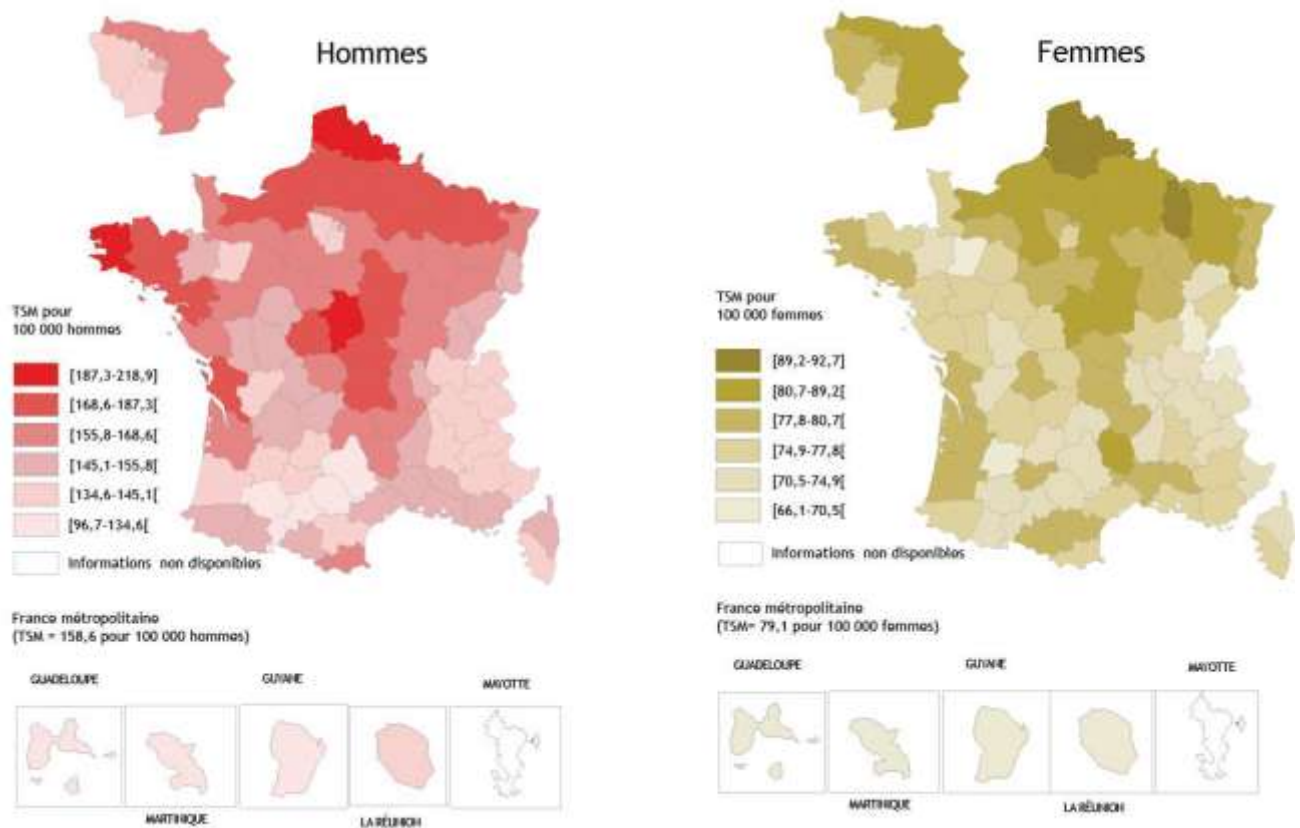 Hommes
TSM pour
100 000 hommes
[187,3-218,9]
[168,6-187,3[
[155,8-168,6[
[145,1-155,8[
[134,6-145,1[
[96,7-134,6[
Informations non disponibles
France métropolitaine
(TSM = 158,6 pour 100 000 hommes)
GUADELOUPE
GUYANE
MAYOTTE
MARTINIQUE
LA RÉUNION
Femmes
TSM pour
100 000 femmes
[89,2-92,7]
[80,7-89,2[
[77,8-80,7[
[74,9-77,8[
[70,5-74,9[
[66,1-70,5[
Informations non disponibles
France métropolitaine
(TSM= 79,1 pour 100 000 femmes)
GUADELOUPE
GUYANE
MAYOTTE
MARTINIQUE
LA RÉUNION